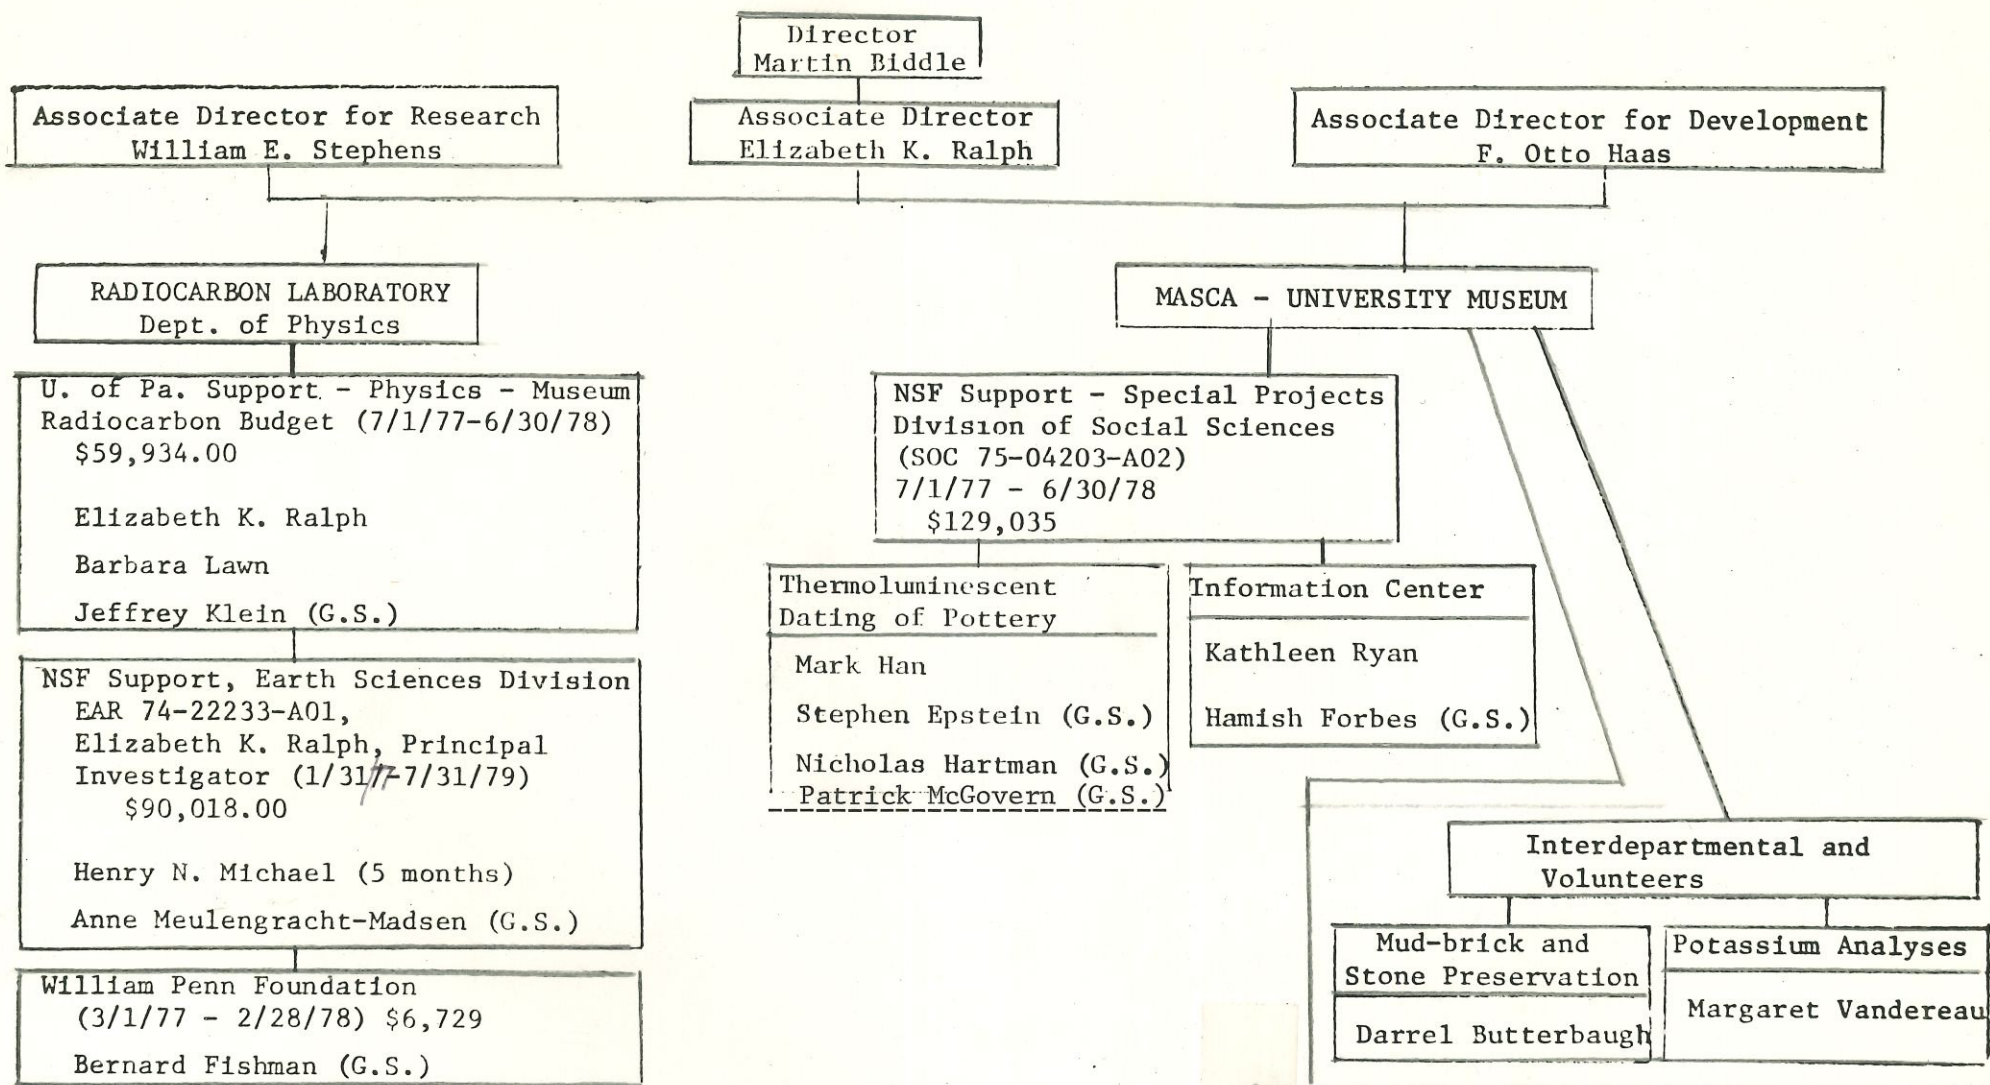 Director
Martin Biddle
Associate Director for Research
William E. Stephens
Associate Director
Elizabeth K. Ralph
Associate Director for Development
F. Otto Haas
RADIOCARBON LABORATORY
Dept. of Physics
U. of Pa. Support - Physics - Museum
Radiocarbon Budget (7/1/77-6/30/78)
$59,934.00
Elizabeth K. Ralph
Barbara Lawn
Jeffrey Klein (G.S.)
NSF Support, Earth Sciences Division
EAR 74-22233-A01,
Elizabeth K. Ralph, Principal
Investigator (1/31/77-7/31/79)
$90,018.00
Henry N. Michael (5 months)
Anne Meulengracht-Madsen (G.S.)
William Penn Foundation
(3/1/77 - 2/28/78) $6,729
Bernard Fishman (G.S.)
MASCA - UNIVERSITY MUSEUM
NSF Support - Special Projects
Division of Social Sciences
(SOC 75-04203-A02)
7/1/77 - 6/30/78
$129,035
Thermoluminescent
Dating of Pottery
Mark Han
Stephen Epstein (G.S.)
Nicholas Hartman (G.S.)
Patrick McGovern (G.S.)
Information Center
Kathleen Ryan
Hamish Forbes (G.S.)
Interdepartmental and
Volunteers
Mud-brick and
Stone Preservation
Darrel Butterbaugh
Potassium Analyses
Margaret Vandereau